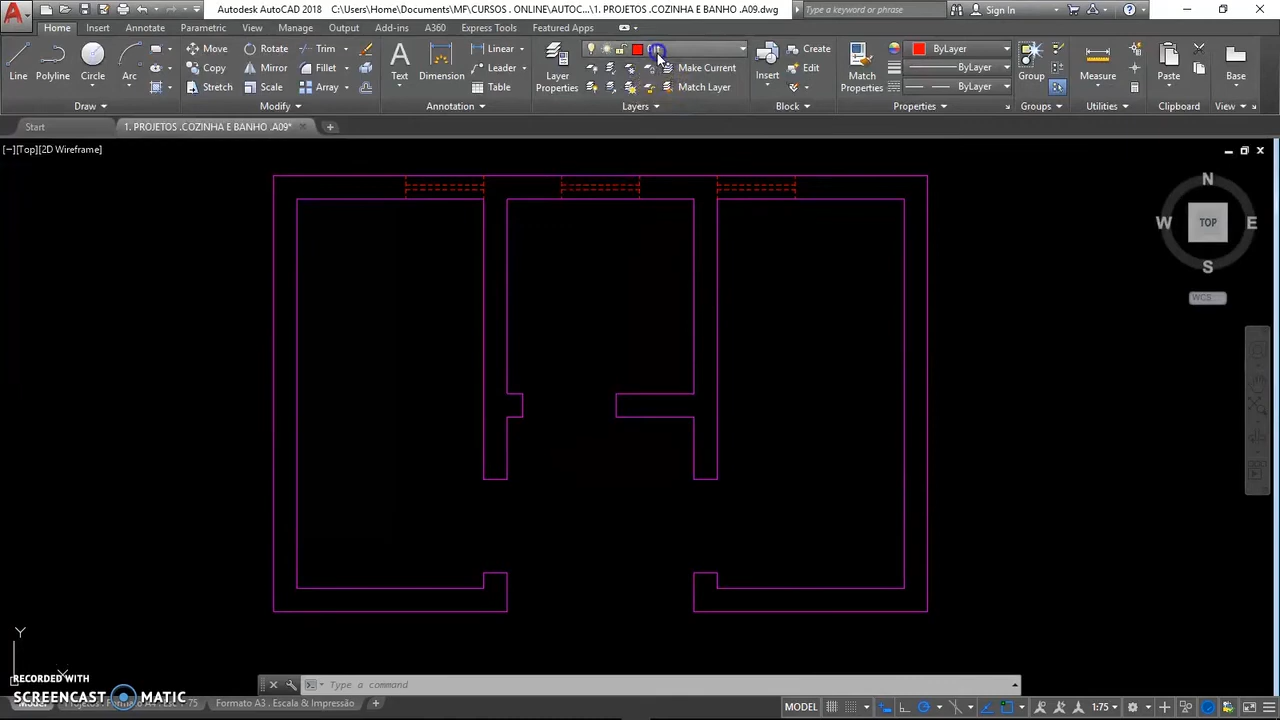 Autodesk AutoCAD 2018 C:\Users\Home\Documents\MF\CURSOS . ONLINE\AUTOC...\1. PROJETOS .COZINHA E BANHO .A09.dwg
Type a keyword or phrase
Sign In
Home Insert Annotate Parametric View Manage Output Add-ins A360 Express Tools Featured Apps
Line
Polyline
Circle
Arc
Draw
Move Rotate Trim
Copy Mirror Fillet
Stretch Scale Array
Modify
Text
Dimension
Linear
Leader
Table
Annotation
Layer
Properties
Make Current
Match Layer
Layers
Insert
Create
Edit
Block
Match
Properties
ByLayer
ByLayer
ByLayer
Properties
Group
Groups
Measure
Utilities
Paste
Clipboard
Base
View
Start
1. PROJETOS .COZINHA E BANHO .A09*
[−][Top][2D Wireframe]
N
W
TOP
E
S
WCS
Y
X
Type a command
RECORDED WITH
SCREENCAST MATIC
Formato A3 . Escala & Impressão
MODEL
1:75